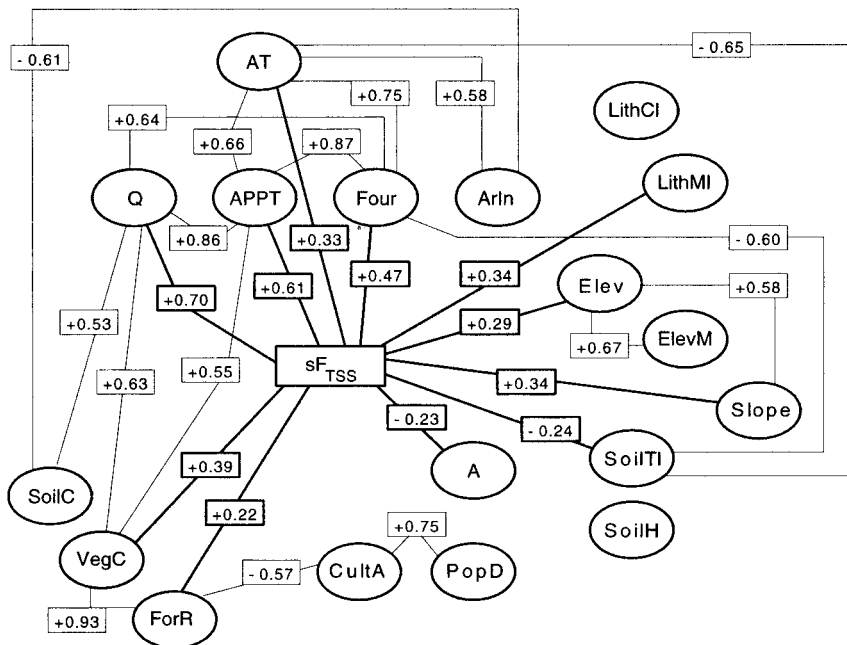 - 0.61
AT
- 0.65
+0.75
+0.58
LithCl
+0.64
+0.66
+0.87
Q
APPT
Four
ArIn
LithMl
+0.86
+0.33
- 0.60
+0.34
+0.47
Elev
+0.58
+0.70
+0.61
+0.53
+0.29
+0.67
ElevM
sFTSS
+0.63
+0.55
+0.34
Slope
- 0.23
- 0.24
+0.39
A
SoilTl
SoilC
+0.22
+0.75
SoilH
VegC
- 0.57
CultA
PopD
+0.93
ForR